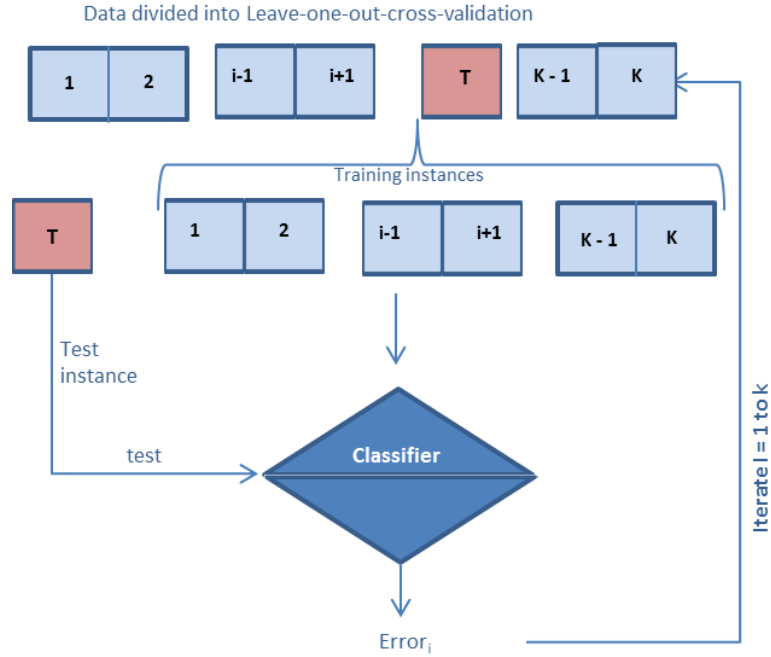 Data divided into Leave-one-out-cross-validation
1 2 i-1 i+1 T K - 1 K
Training instances
T 1 2 i-1 i+1 K - 1 K
Test
instance
test
Classifier
Iterate I = 1 to k
Errorᵢ